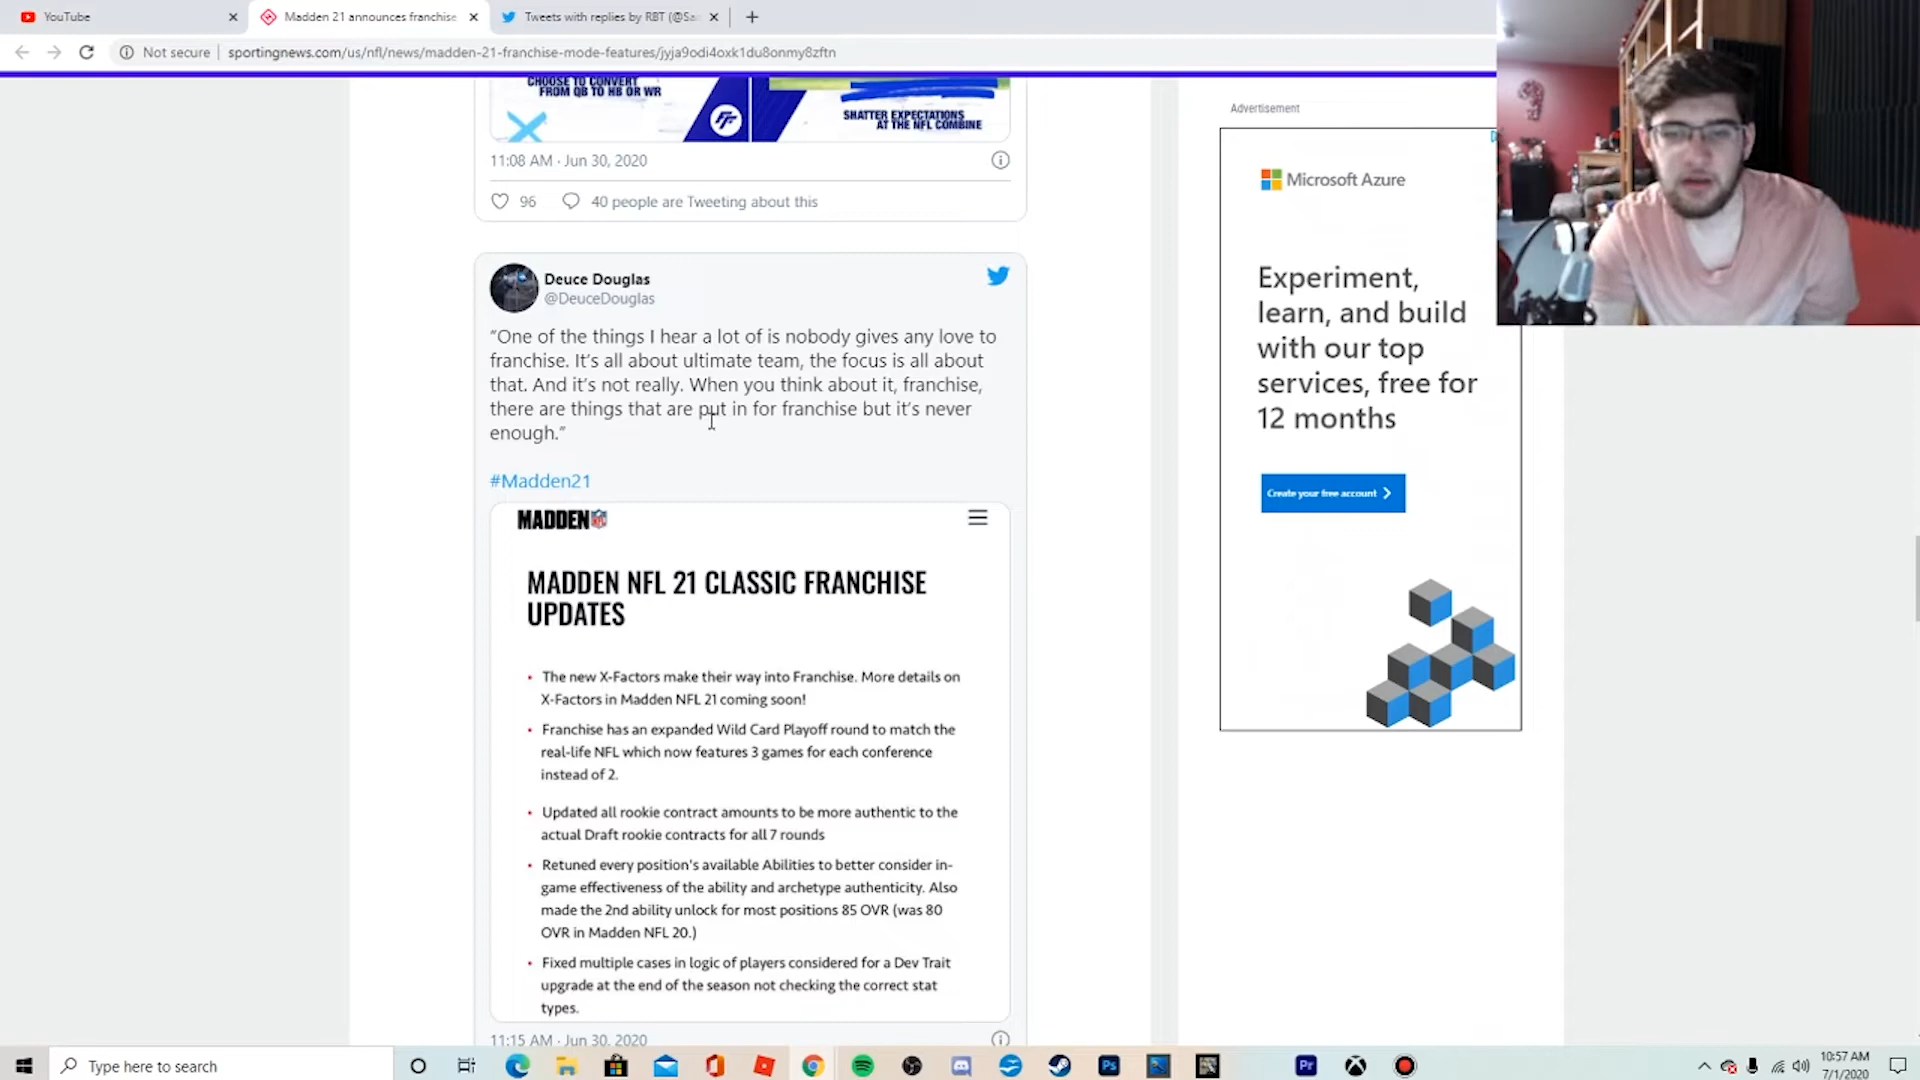 YouTube
Madden 21 announces franchise
Tweets with replies by RBT (@Sa
Not secure
sportingnews.com/us/nfl/news/madden-21-franchise-mode-features/jyja9odi4oxk1du8onmy8zftn
CHOOSE TO CONVERT
FROM QB TO HB OR WR
SHATTER EXPECTATIONS
AT THE NFL COMBINE
11:08 AM · Jun 30, 2020
96
40 people are Tweeting about this
Deuce Douglas
@DeuceDouglas
“One of the things I hear a lot of is nobody gives any love to
franchise. It’s all about ultimate team, the focus is all about
that. And it’s not really. When you think about it, franchise,
there are things that are put in for franchise but it’s never
enough.”
#Madden21
MADDEN NFL
MADDEN NFL 21 CLASSIC FRANCHISE
UPDATES
• The new X-Factors make their way into Franchise. More details on
X-Factors in Madden NFL 21 coming soon!
• Franchise has an expanded Wild Card Playoff round to match the
real-life NFL which now features 3 games for each conference
instead of 2.
• Updated all rookie contract amounts to be more authentic to the
actual Draft rookie contracts for all 7 rounds
• Retuned every position's available Abilities to better consider in-
game effectiveness of the ability and archetype authenticity. Also
made the 2nd ability unlock for most positions 85 OVR (was 80
OVR in Madden NFL 20.)
• Fixed multiple cases in logic of players considered for a Dev Trait
upgrade at the end of the season not checking the correct stat
types.
11:15 AM · Jun 30, 2020
Advertisement
Microsoft Azure
Experiment,
learn, and build
with our top
services, free for
12 months
Create your free account
Type here to search
Ps
Pr
10:57 AM
7/1/2020